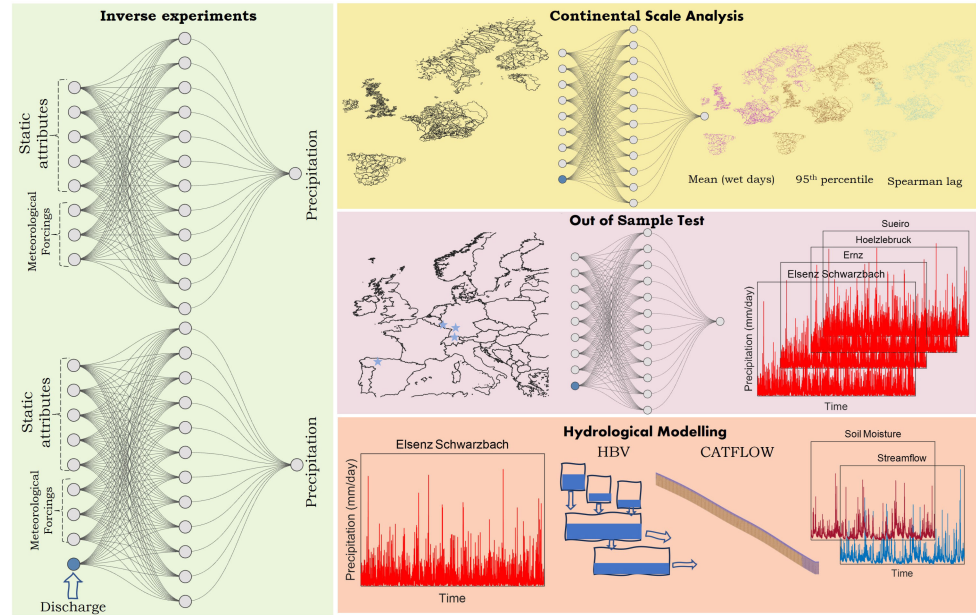 Inverse experiments
Static
attributes
Meteorological
Forcings
Precipitation
Static
attributes
Meteorological
Forcings
Precipitation
Discharge
Continental Scale Analysis
Mean (wet days)
95th percentile
Spearman lag
Out of Sample Test
Sueiro
Hoelzlebruck
Ernz
Elsenz Schwarzbach
Precipitation (mm/day)
Time
Hydrological Modelling
Elsenz Schwarzbach
Precipitation (mm/day)
Time
HBV
CATFLOW
Soil Moisture
Streamflow
Time